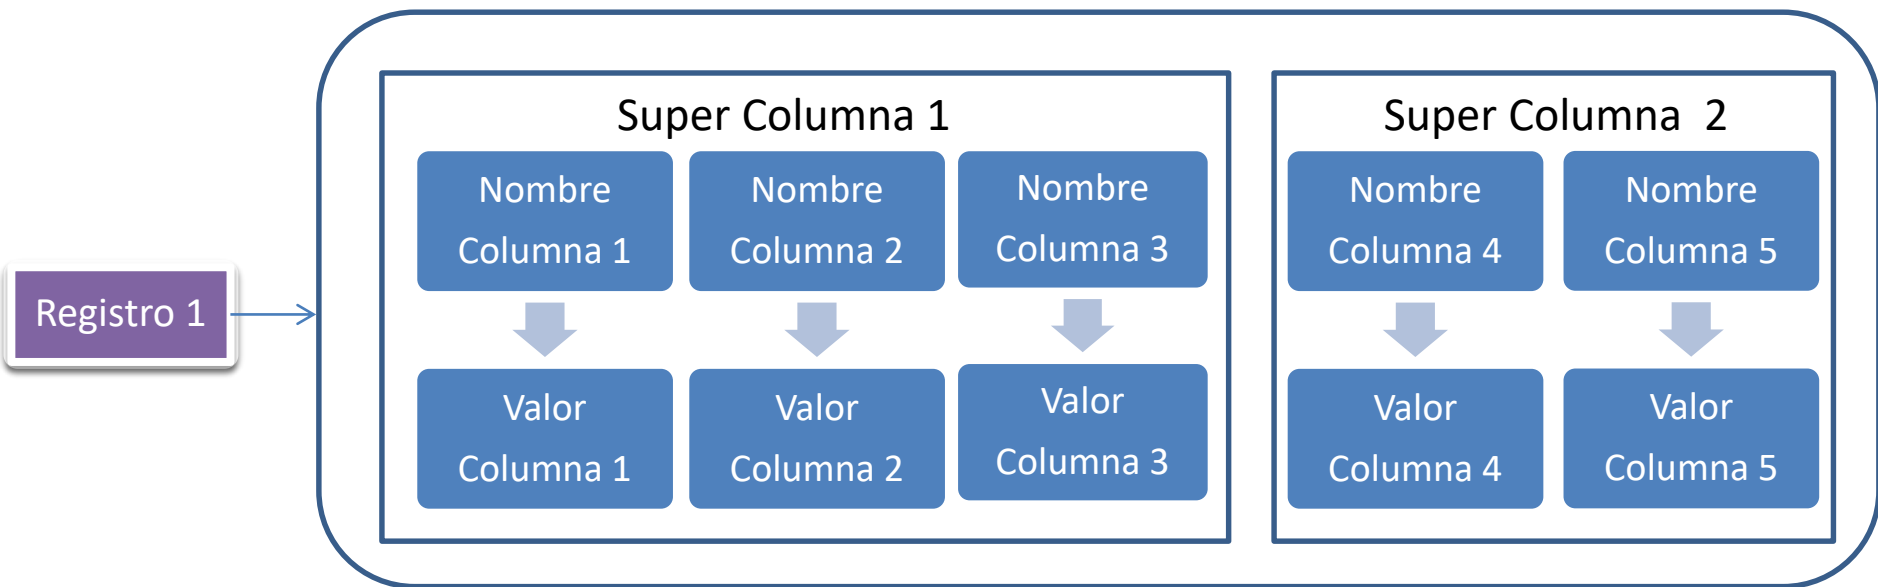 Registro 1
Super Columna 1
Nombre
Columna 1
Nombre
Columna 2
Nombre
Columna 3
Valor
Columna 1
Valor
Columna 2
Valor
Columna 3
Super Columna  2
Nombre
Columna 4
Nombre
Columna 5
Valor
Columna 4
Valor
Columna 5